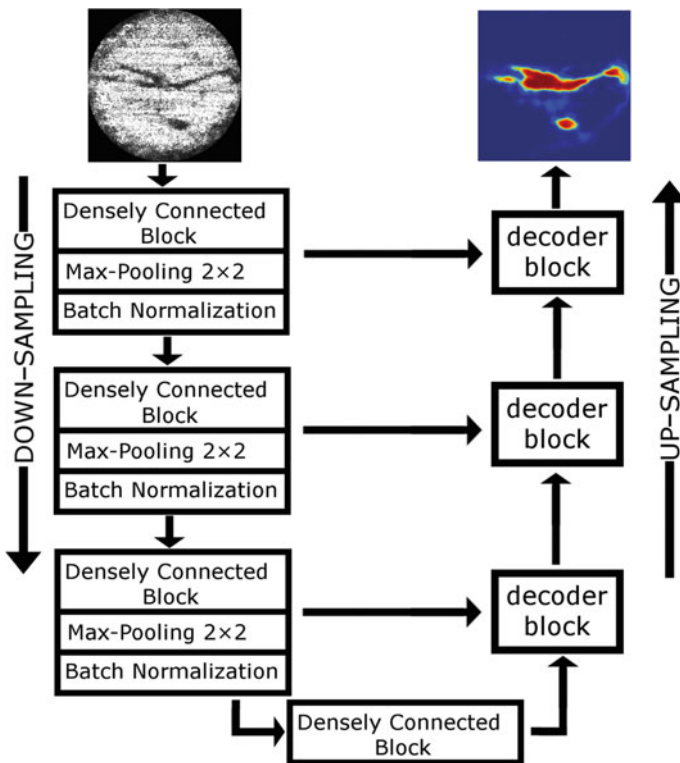 DOWN-SAMPLING
Densely Connected
Block
Max-Pooling 2×2
Batch Normalization
decoder
block
Densely Connected
Block
Max-Pooling 2×2
Batch Normalization
decoder
block
Densely Connected
Block
Max-Pooling 2×2
Batch Normalization
decoder
block
Densely Connected
Block
UP-SAMPLING